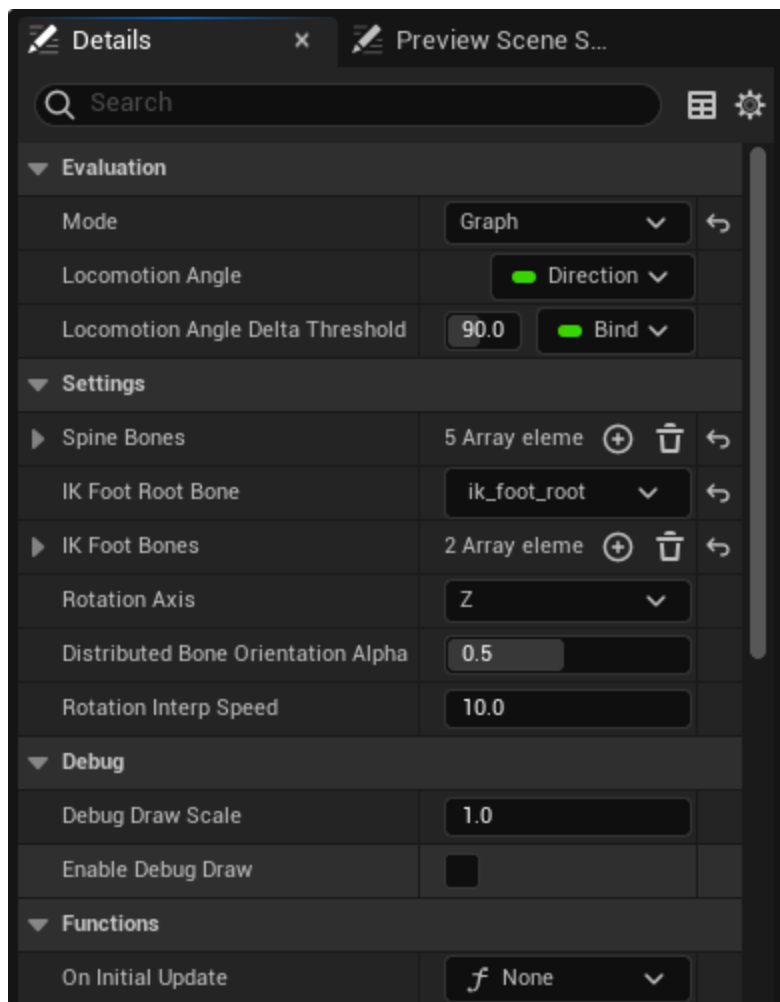 Details × Preview Scene S...
Search
Evaluation
Mode Graph
Locomotion Angle Direction
Locomotion Angle Delta Threshold 90.0 Bind
Settings
Spine Bones 5 Array eleme
IK Foot Root Bone ik_foot_root
IK Foot Bones 2 Array eleme
Rotation Axis Z
Distributed Bone Orientation Alpha 0.5
Rotation Interp Speed 10.0
Debug
Debug Draw Scale 1.0
Enable Debug Draw
Functions
On Initial Update ƒ None